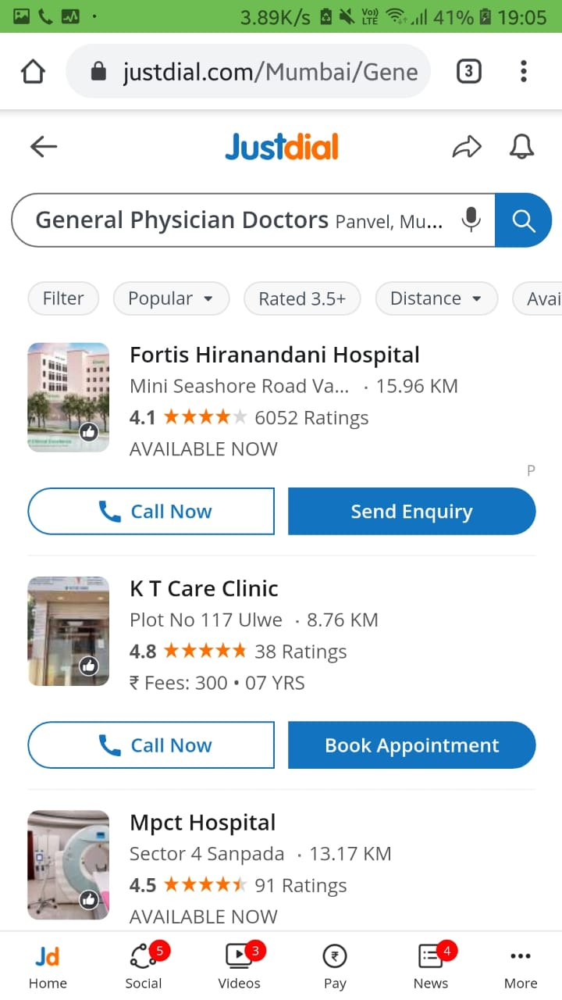 3.89K/s Vo)) LTE 41% 19:05
justdial.com/Mumbai/Gene 3
Justdial
General Physician Doctors Panvel, Mu...
Filter Popular Rated 3.5+ Distance Avai
Fortis Hiranandani Hospital
Mini Seashore Road Va... · 15.96 KM
4.1 6052 Ratings
AVAILABLE NOW
P
Call Now Send Enquiry
K T Care Clinic
Plot No 117 Ulwe · 8.76 KM
4.8 38 Ratings
₹ Fees: 300 • 07 YRS
Call Now Book Appointment
Mpct Hospital
Sector 4 Sanpada · 13.17 KM
4.5 91 Ratings
AVAILABLE NOW
Jd 5 3 ₹ 4
Home Social Videos Pay News More